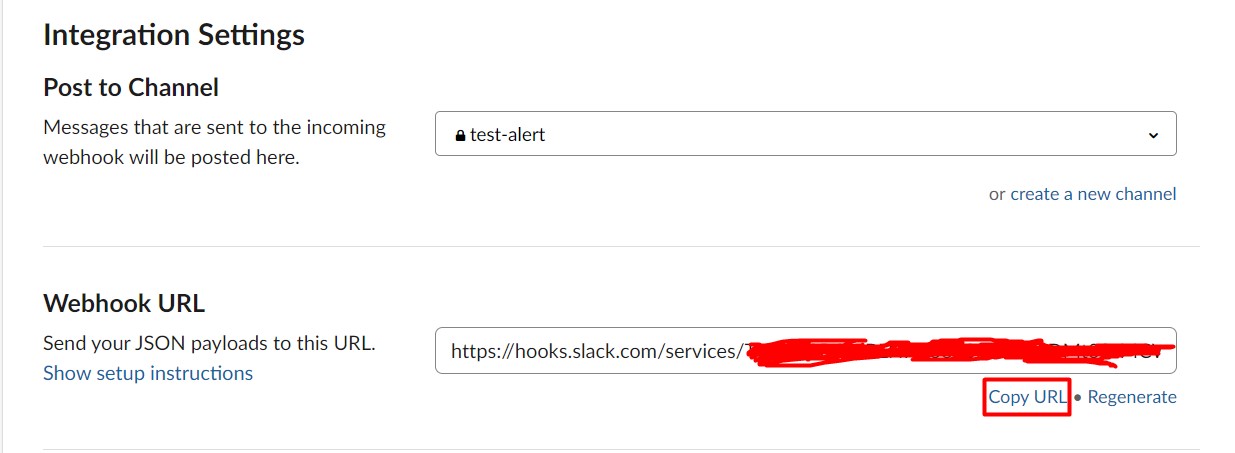 Integration Settings
Post to Channel
Messages that are sent to the incoming
webhook will be posted here.
test-alert
or create a new channel
Webhook URL
Send your JSON payloads to this URL.
Show setup instructions
https://hooks.slack.com/services/
Copy URL • Regenerate